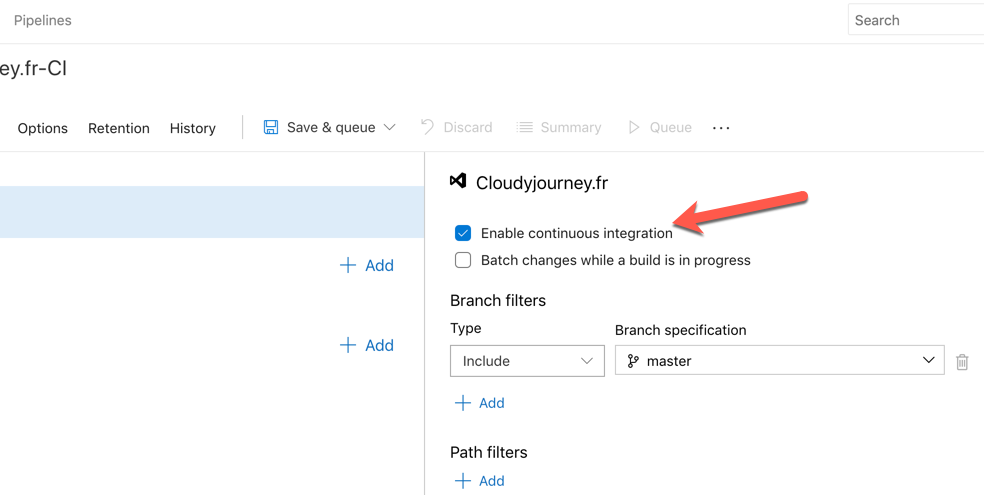 Pipelines
Search
ey.fr-CI
Options Retention History Save & queue Discard Summary Queue ...
Cloudyjourney.fr
Enable continuous integration
Add
Batch changes while a build is in progress
Branch filters
Type Branch specification
Add
Include master
Add
Path filters
Add